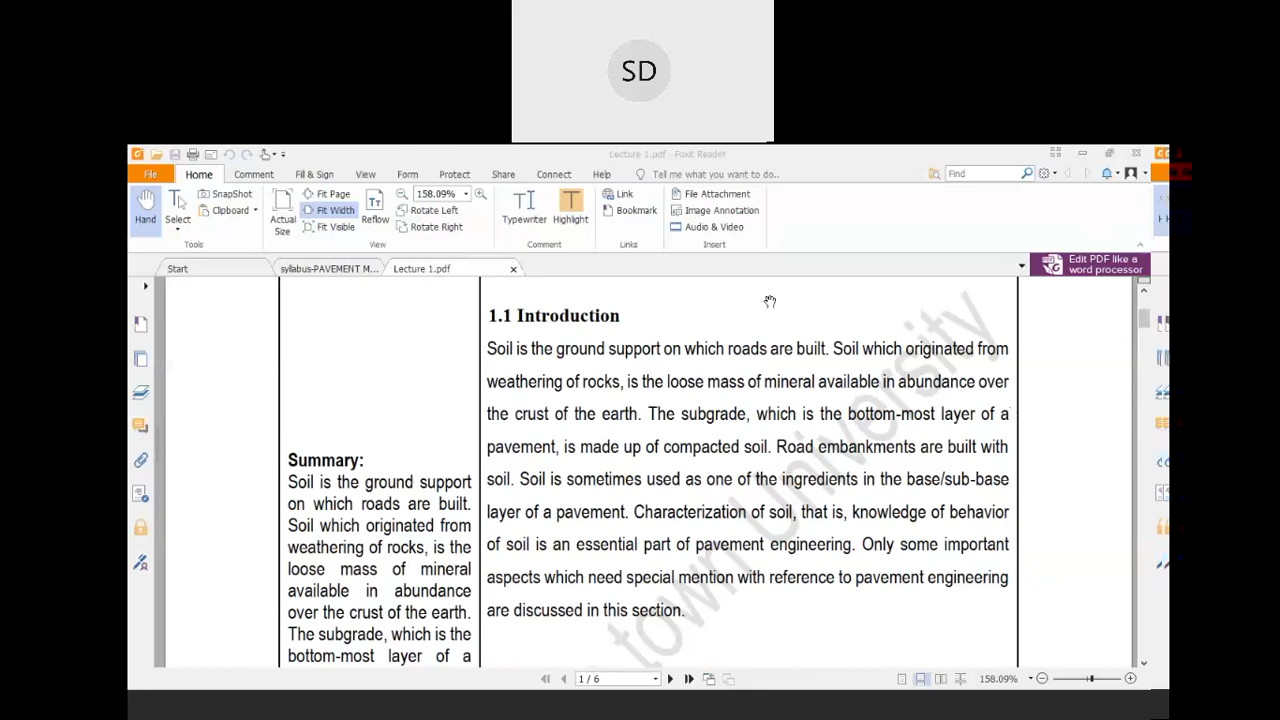 SD
Lecture 1.pdf - Foxit Reader
File Home Comment Fill & Sign View Form Protect Share Connect Help Tell me what you want to do.. Find
Hand
Select
SnapShot
Clipboard
Tools
Actual Size
Fit Page
Fit Width
Fit Visible
Reflow
158.09%
Rotate Left
Rotate Right
View
Typewriter
Highlight
Comment
Link
Bookmark
Links
File Attachment
Image Annotation
Audio & Video
Insert
Start syllabus-PAVEMENT M... Lecture 1.pdf
Edit PDF like a
word processor
1.1 Introduction
Soil is the ground support on which roads are built. Soil which originated from
weathering of rocks, is the loose mass of mineral available in abundance over
the crust of the earth. The subgrade, which is the bottom-most layer of a
pavement, is made up of compacted soil. Road embankments are built with
soil. Soil is sometimes used as one of the ingredients in the base/sub-base
layer of a pavement. Characterization of soil, that is, knowledge of behavior
of soil is an essential part of pavement engineering. Only some important
aspects which need special mention with reference to pavement engineering
are discussed in this section.
Summary:
Soil is the ground support
on which roads are built.
Soil which originated from
weathering of rocks, is the
loose mass of mineral
available in abundance
over the crust of the earth.
The subgrade, which is the
bottom-most layer of a
town University
1 / 6
158.09%